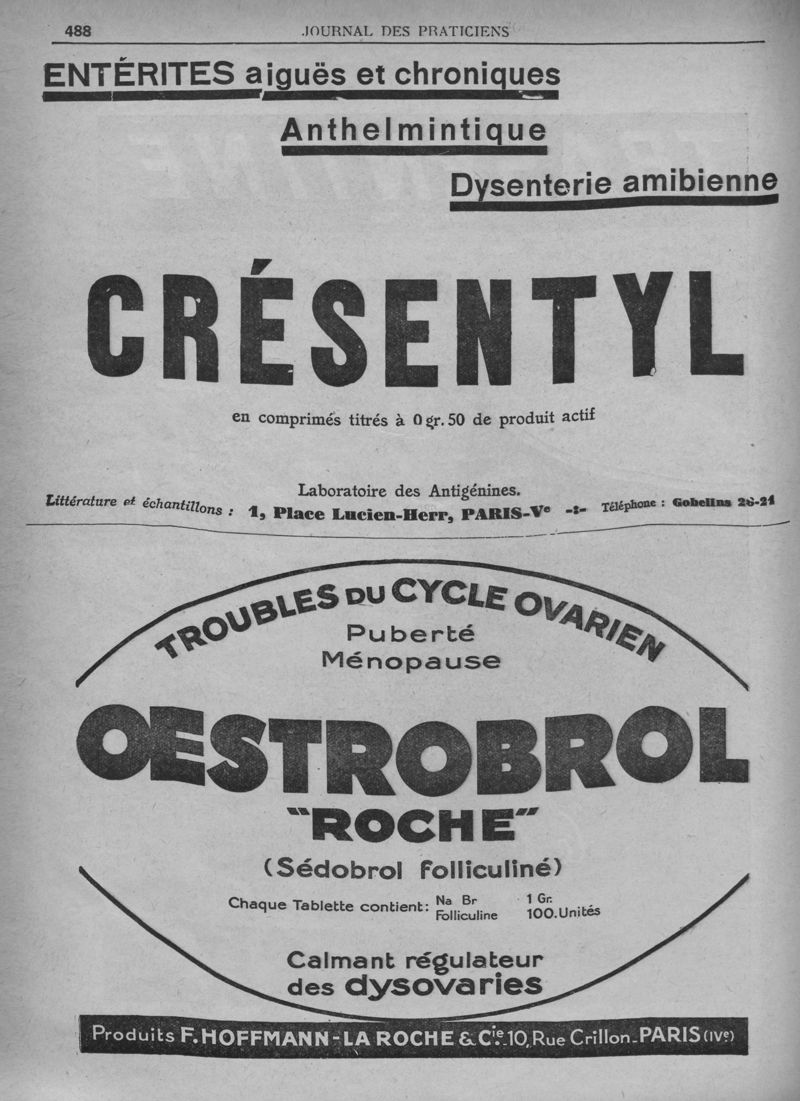 488
JOURNAL DES PRATICIENS
ENTÉRITES aiguës et chroniques
Anthelmintique
Dysenterie amibienne
CRÉSENTYL
en comprimés titrés à 0 gr. 50 de produit actif
Laboratoire des Antigénines.
Littérature et échantillons : 1, Place Lucien-Herr, PARIS-Ve -:- Téléphone : Gobelins 26-21
TROUBLES DU CYCLE OVARIEN
Puberté
Ménopause
OESTROBROL
"ROCHE"
(Sédobrol folliculiné)
Chaque Tablette contient: Na Br 1 Gr.
Folliculine 100.Unités
Calmant régulateur
des dysovaries
Produits F.HOFFMANN-LA ROCHE & Cie.10, Rue Crillon-PARIS (IVe)